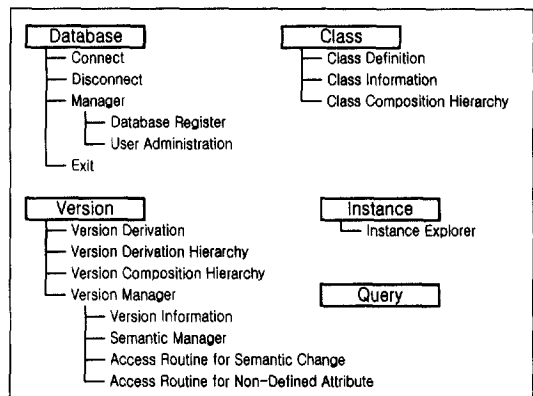 Database
Connect
Disconnect
Manager
Database Register
User Administration
Exit
Class
Class Definition
Class Information
Class Composition Hierarchy
Version
Version Derivation
Version Derivation Hierarchy
Version Composition Hierarchy
Version Manager
Version Information
Semantic Manager
Access Routine for Semantic Change
Access Routine for Non-Defined Attribute
Instance
Instance Explorer
Query